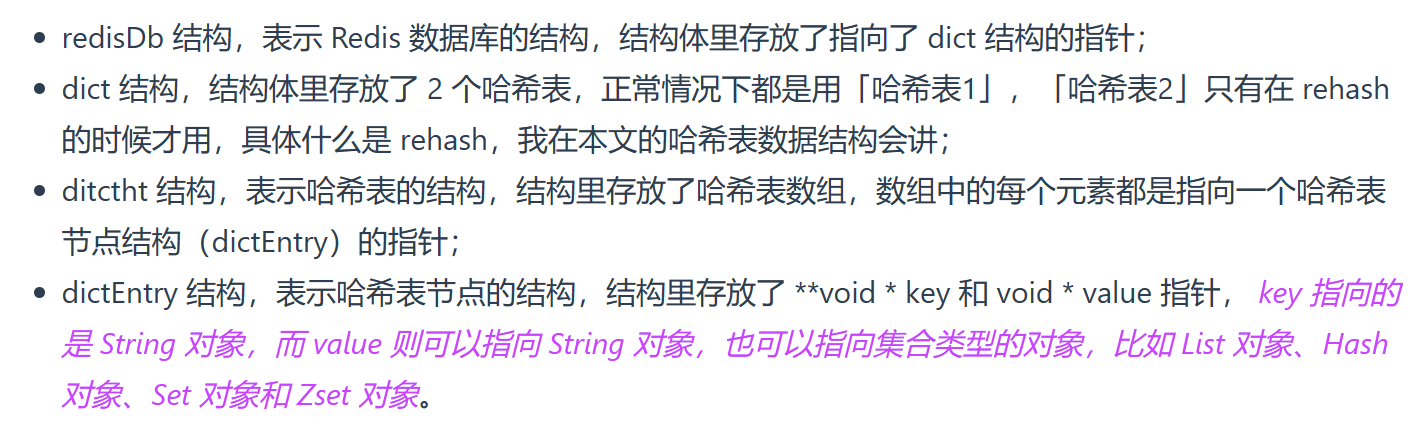 redisDb 结构，表示 Redis 数据库的结构，结构体里存放了指向了 dict 结构的指针；
dict 结构，结构体里存放了 2 个哈希表，正常情况下都是用「哈希表1」，「哈希表2」只有在 rehash
的时候才用，具体什么是 rehash，我在本文的哈希表数据结构会讲；
ditctht 结构，表示哈希表的结构，结构里存放了哈希表数组，数组中的每个元素都是指向一个哈希表
节点结构（dictEntry）的指针；
dictEntry 结构，表示哈希表节点的结构，结构里存放了 **void * key 和 void * value 指针， key 指向的
是 String 对象，而 value 则可以指向 String 对象，也可以指向集合类型的对象，比如 List 对象、Hash
对象、Set 对象和 Zset 对象。